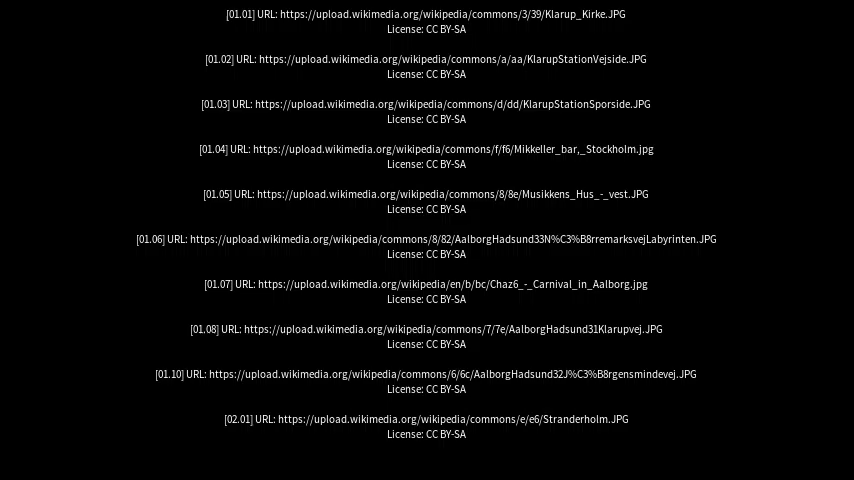 [01.01] URL: https://upload.wikimedia.org/wikipedia/commons/3/39/Klarup_Kirke.JPG
License: CC BY-SA
[01.02] URL: https://upload.wikimedia.org/wikipedia/commons/a/aa/KlarupStationVejside.JPG
License: CC BY-SA
[01.03] URL: https://upload.wikimedia.org/wikipedia/commons/d/dd/KlarupStationSporside.JPG
License: CC BY-SA
[01.04] URL: https://upload.wikimedia.org/wikipedia/commons/f/f6/Mikkeller_bar,_Stockholm.jpg
License: CC BY-SA
[01.05] URL: https://upload.wikimedia.org/wikipedia/commons/8/8e/Musikkens_Hus_-_vest.JPG
License: CC BY-SA
[01.06] URL: https://upload.wikimedia.org/wikipedia/commons/8/82/AalborgHadsund33N%C3%B8rremarksvejLabyrinten.JPG
License: CC BY-SA
[01.07] URL: https://upload.wikimedia.org/wikipedia/en/b/bc/Chaz6_-_Carnival_in_Aalborg.jpg
License: CC BY-SA
[01.08] URL: https://upload.wikimedia.org/wikipedia/commons/7/7e/AalborgHadsund31Klarupvej.JPG
License: CC BY-SA
[01.10] URL: https://upload.wikimedia.org/wikipedia/commons/6/6c/AalborgHadsund32J%C3%B8rgensmindevej.JPG
License: CC BY-SA
[02.01] URL: https://upload.wikimedia.org/wikipedia/commons/e/e6/Stranderholm.JPG
License: CC BY-SA